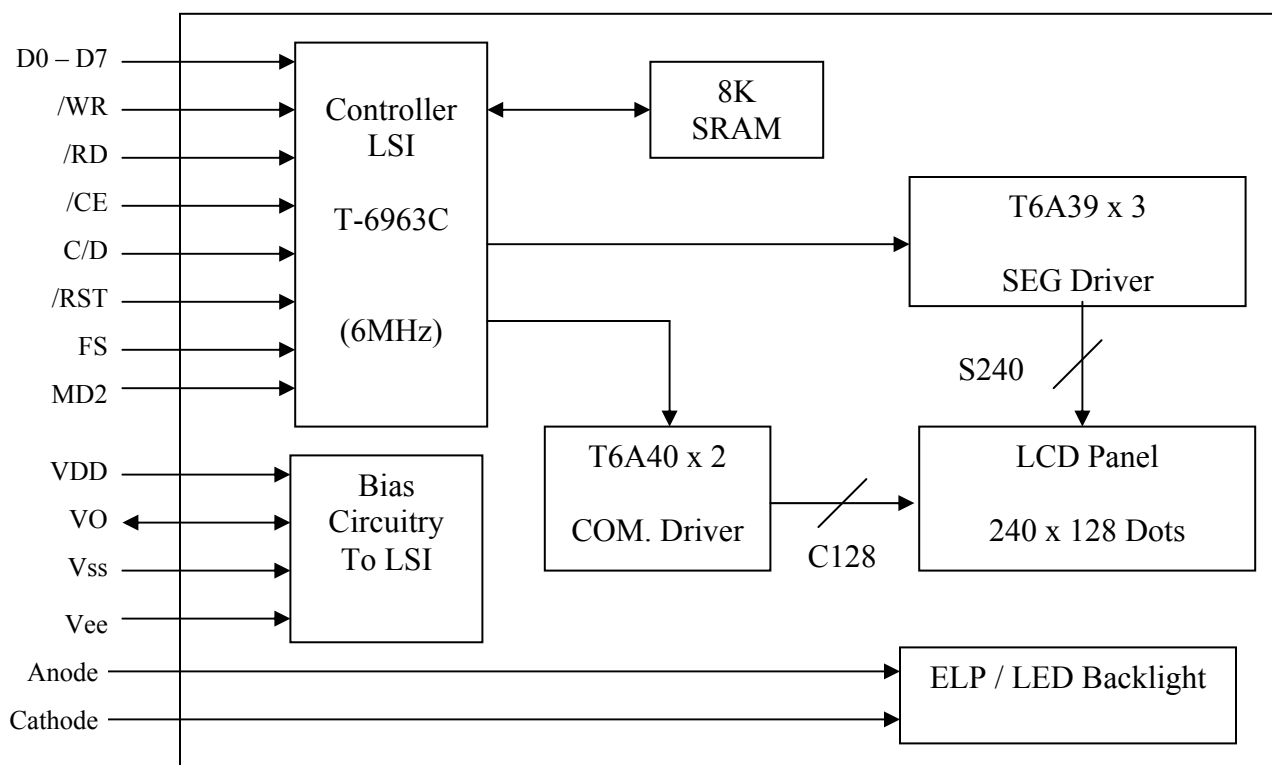 D0 – D7
/WR
/RD
/CE
C/D
/RST
FS
MD2
Controller
LSI
T-6963C
(6MHz)
8K
SRAM
T6A39 x 3
SEG Driver
S240
VDD
VO
Vss
Vee
Bias
Circuitry
To LSI
T6A40 x 2
COM. Driver
C128
LCD Panel
240 x 128 Dots
Anode
Cathode
ELP / LED Backlight